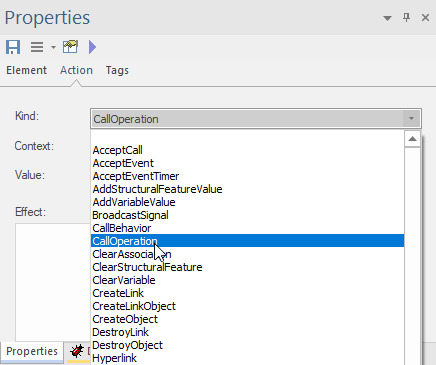 Properties
Element Action Tags
Kind: CallOperation
Context:
AcceptCall
AcceptEvent
Value: AcceptEventTimer
AddStructuralFeatureValue
AddVariableValue
Effect: BroadcastSignal
CallBehavior
CallOperation
ClearAssociation
ClearStructuralFeature
ClearVariable
CreateLink
CreateLinkObject
CreateObject
DestroyLink
DestroyObject
Properties
Hyperlink